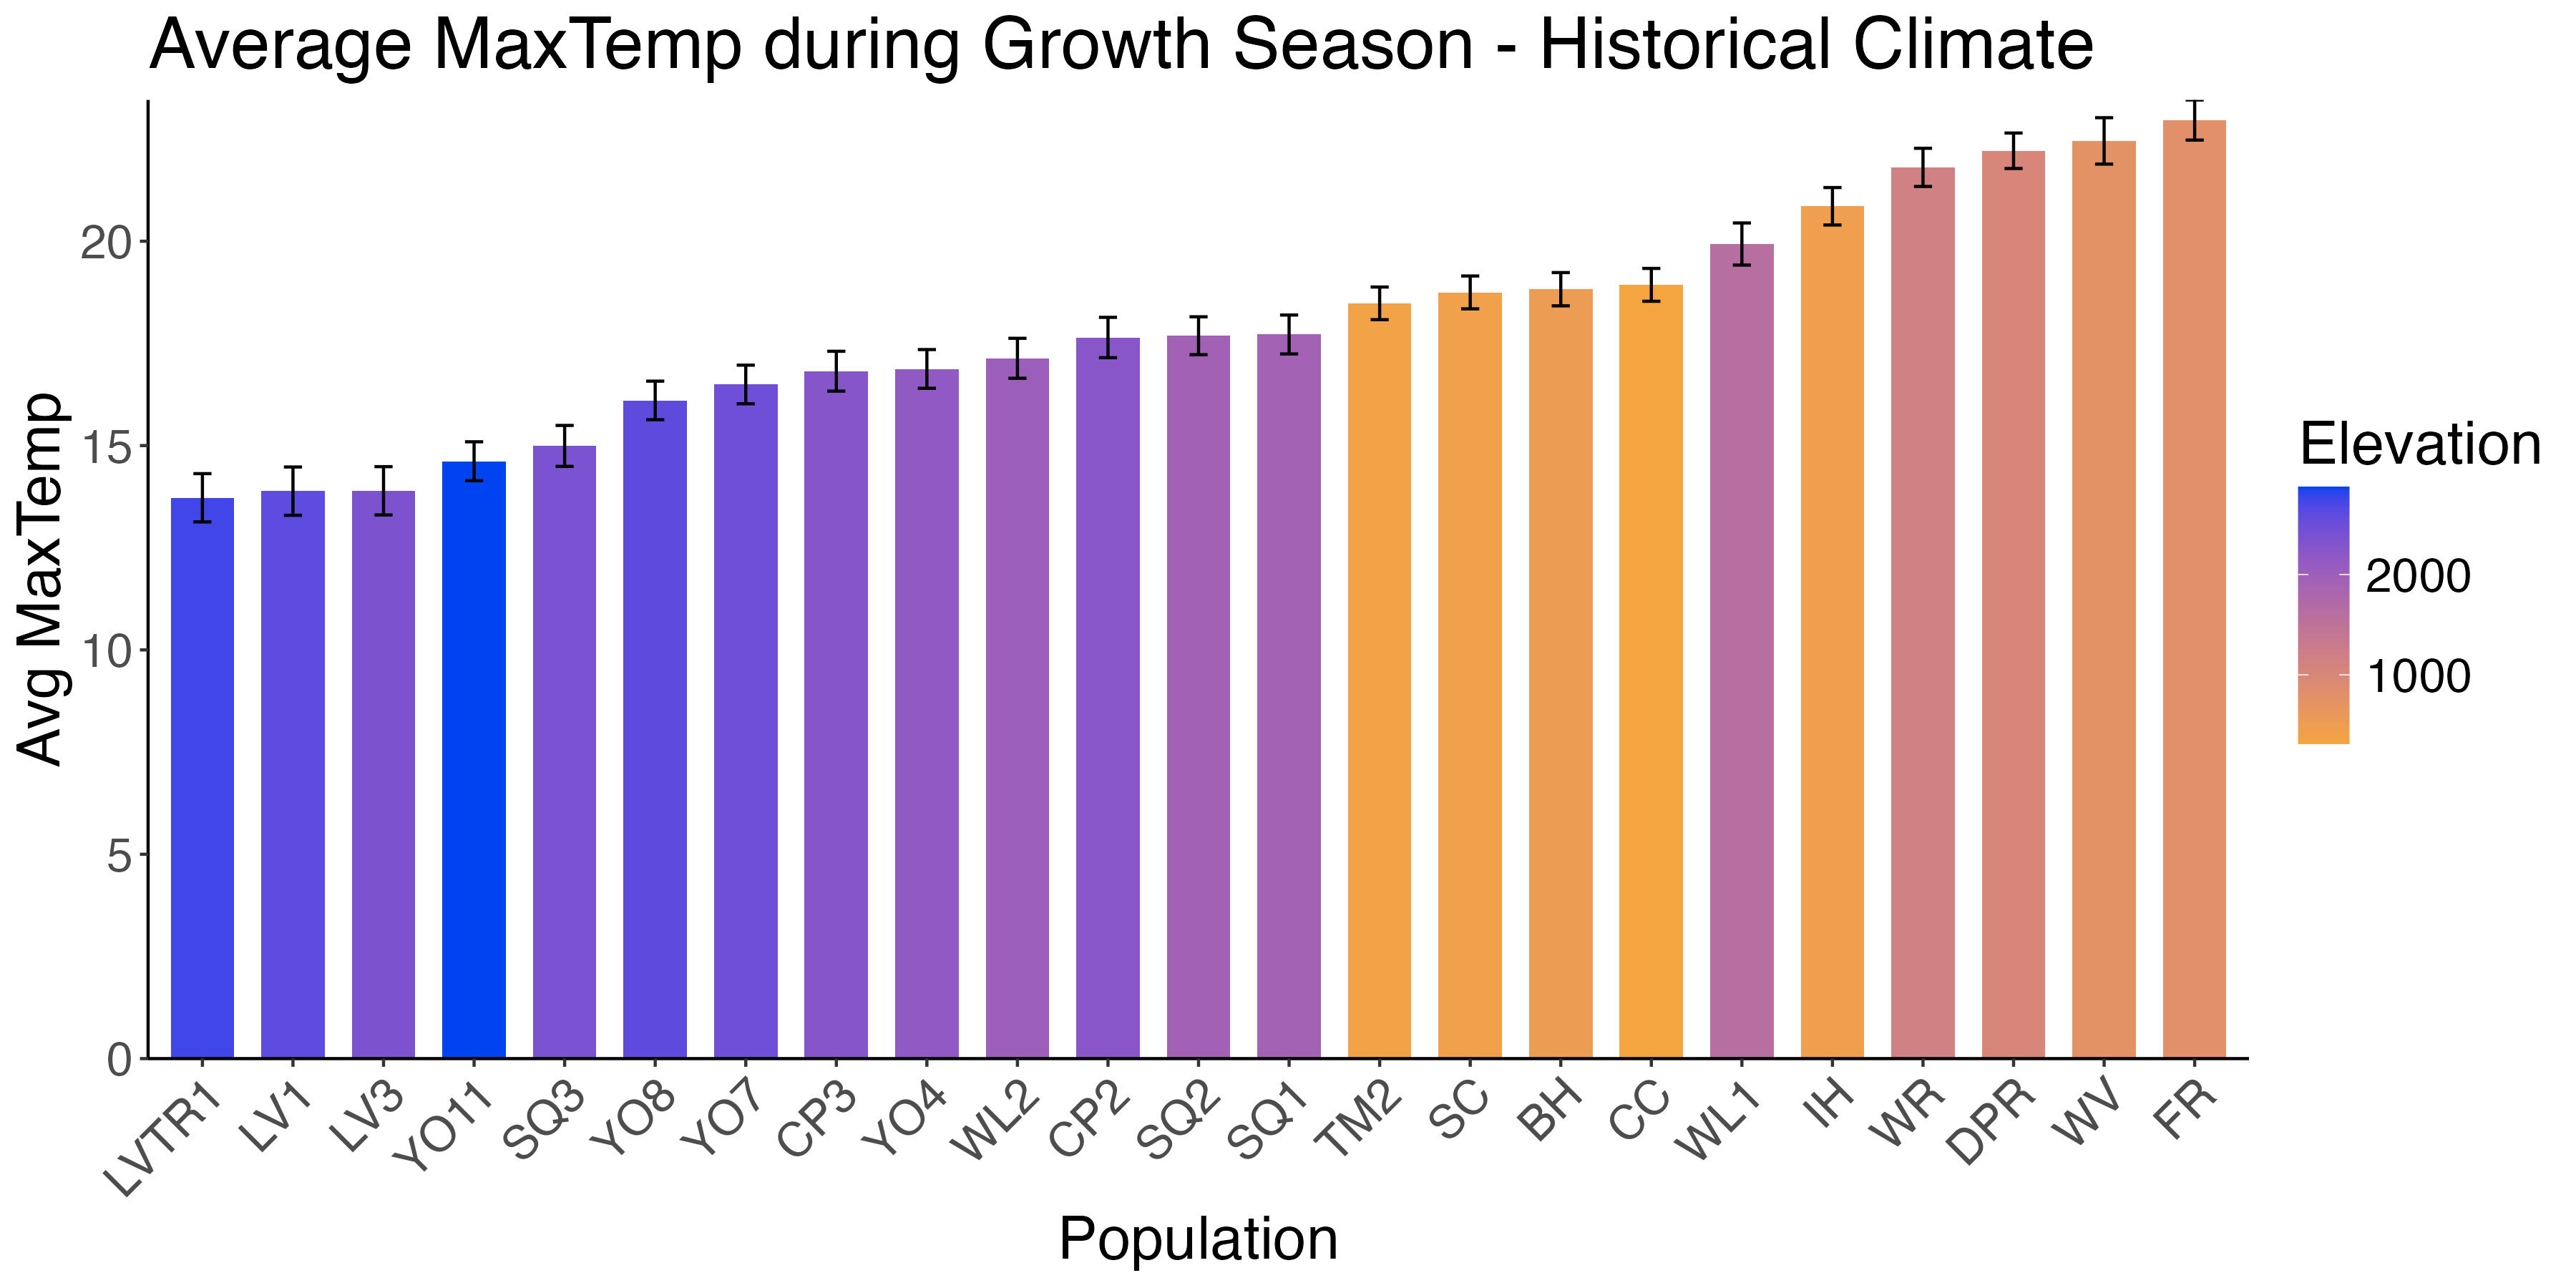 Average MaxTemp during Growth Season - Historical Climate
Avg MaxTemp
20
15
10
5
0
LVTR1
LV1
LV3
YO11
SQ3
YO8
YO7
CP3
YO4
WL2
CP2
SQ2
SQ1
TM2
SC
BH
CC
WL1
IH
WR
DPR
WV
FR
Population
Elevation
2000
1000